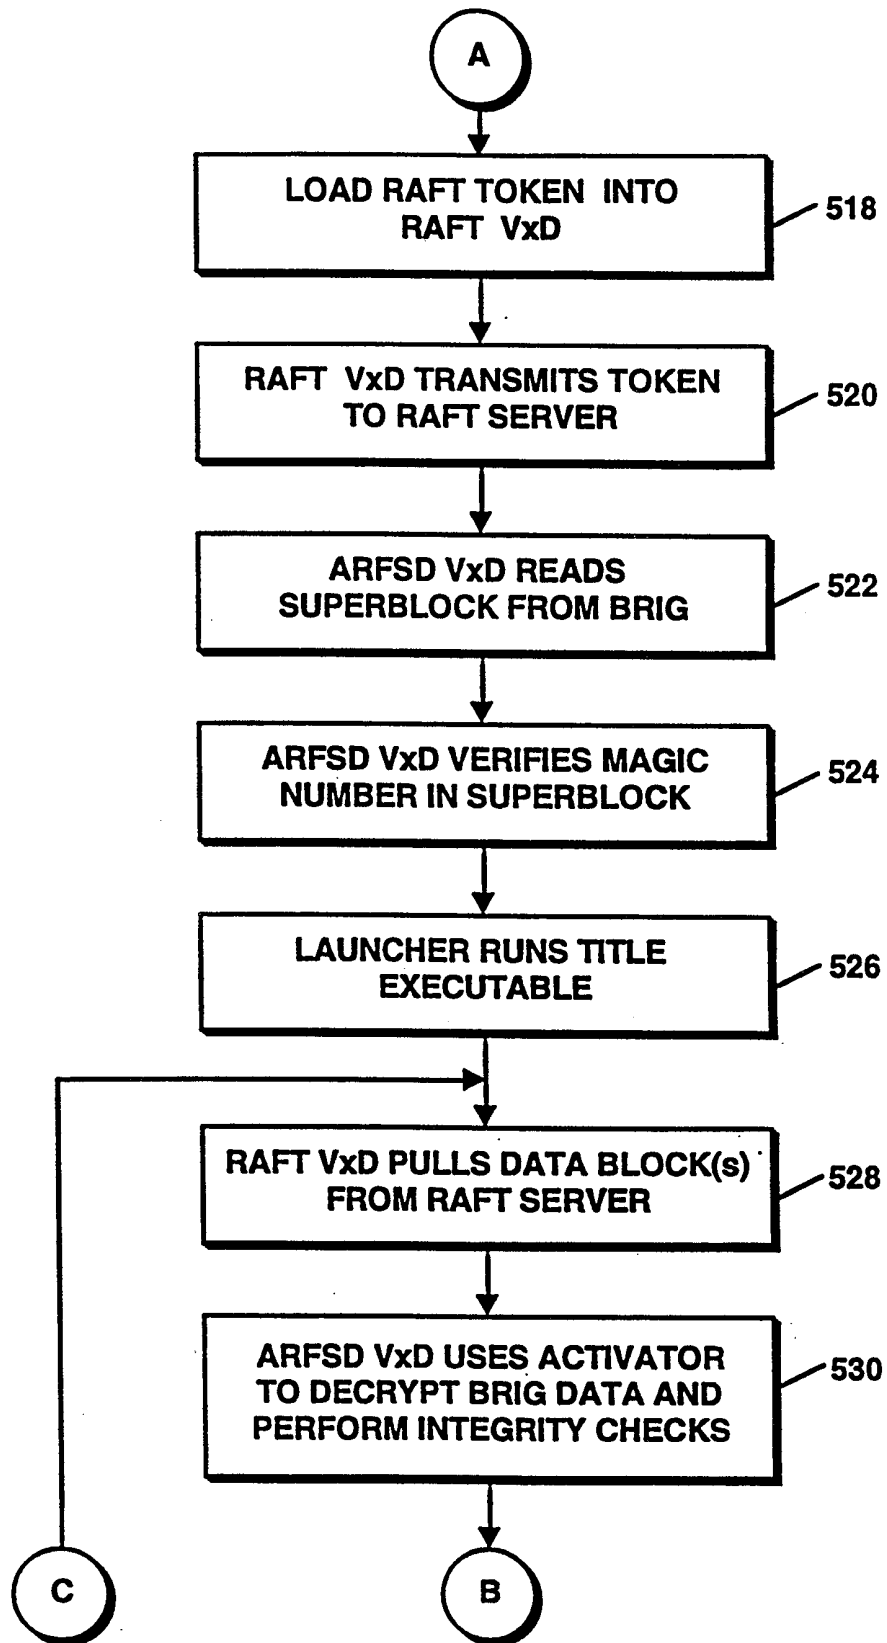 A
LOAD RAFT TOKEN INTO
RAFT VxD
518
RAFT VxD TRANSMITS TOKEN
TO RAFT SERVER
520
ARFSD VxD READS
SUPERBLOCK FROM BRIG
522
ARFSD VxD VERIFIES MAGIC
NUMBER IN SUPERBLOCK
524
LAUNCHER RUNS TITLE
EXECUTABLE
526
RAFT VxD PULLS DATA BLOCK(s)
FROM RAFT SERVER
528
ARFSD VxD USES ACTIVATOR
TO DECRYPT BRIG DATA AND
PERFORM INTEGRITY CHECKS
530
C
B